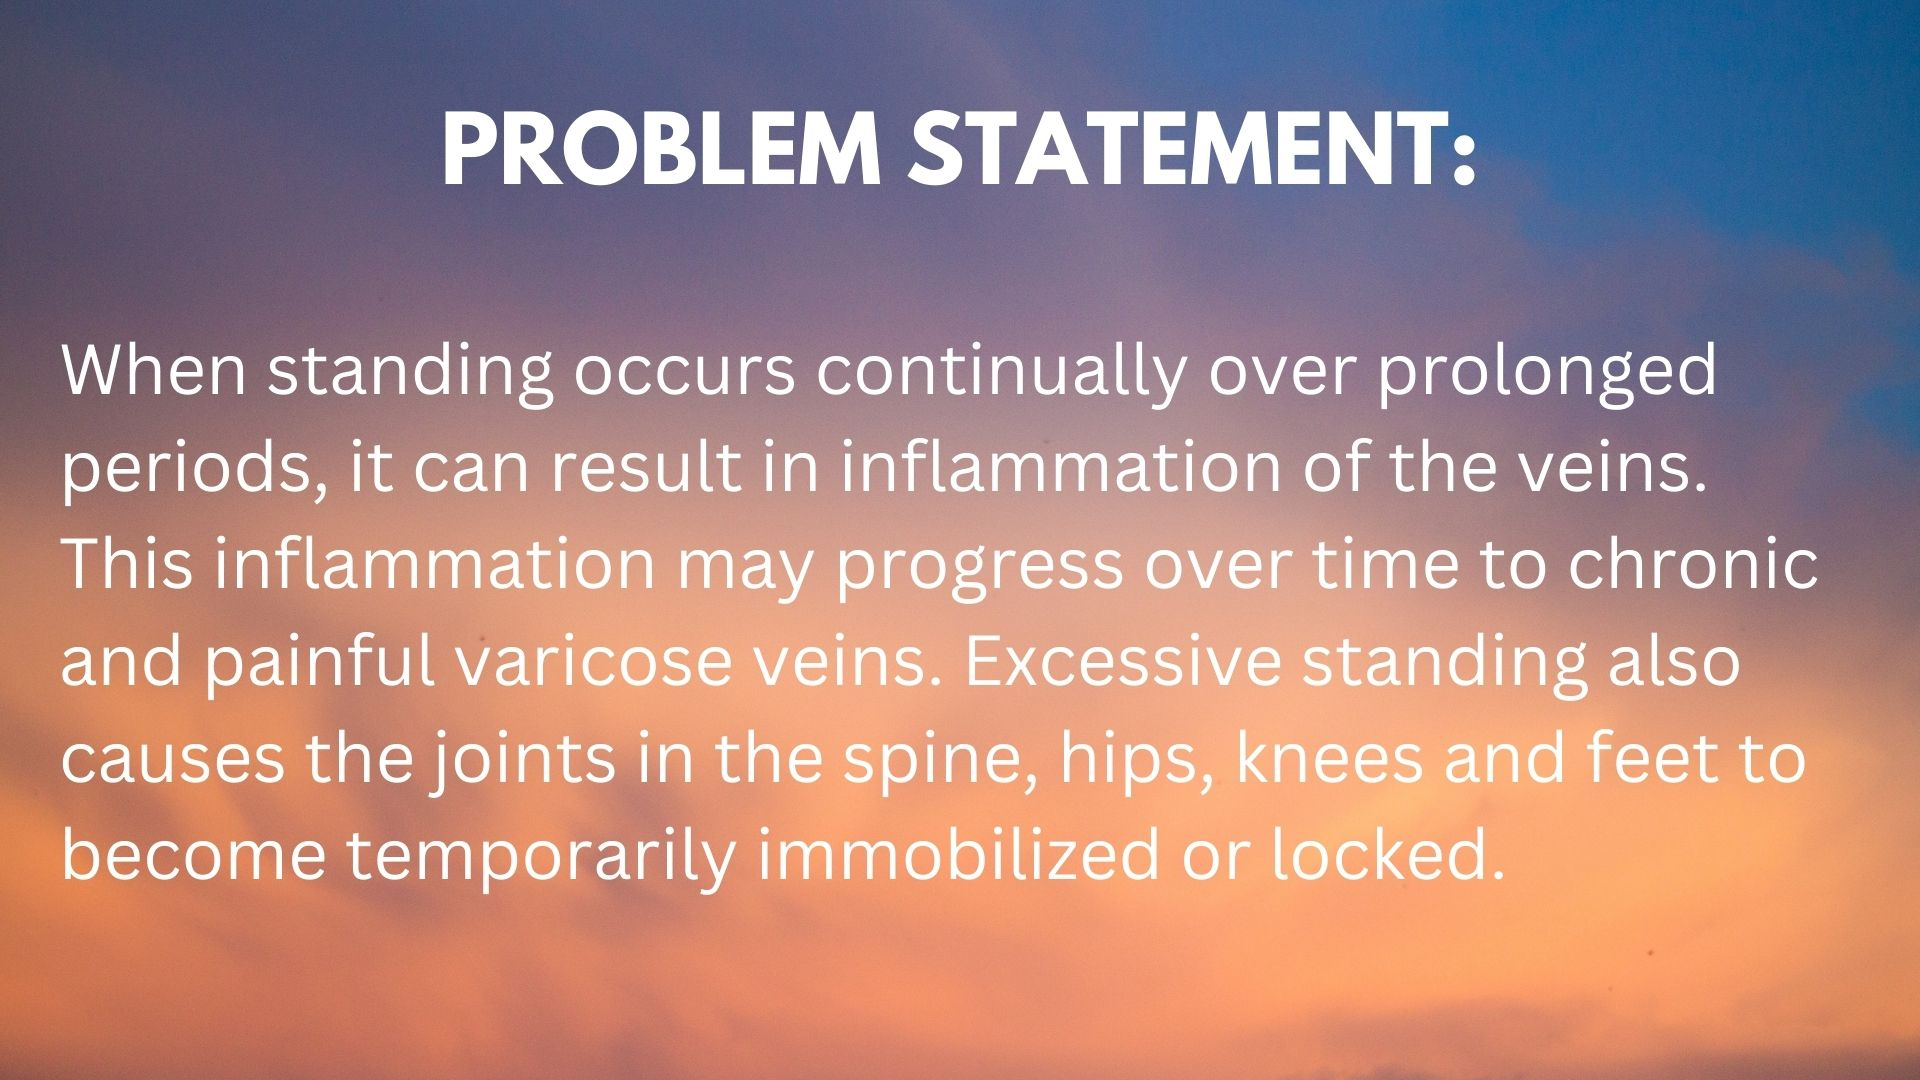 PROBLEM STATEMENT:
When standing occurs continually over prolonged
periods, it can result in inflammation of the veins.
This inflammation may progress over time to chronic
and painful varicose veins. Excessive standing also
causes the joints in the spine, hips, knees and feet to
become temporarily immobilized or locked.